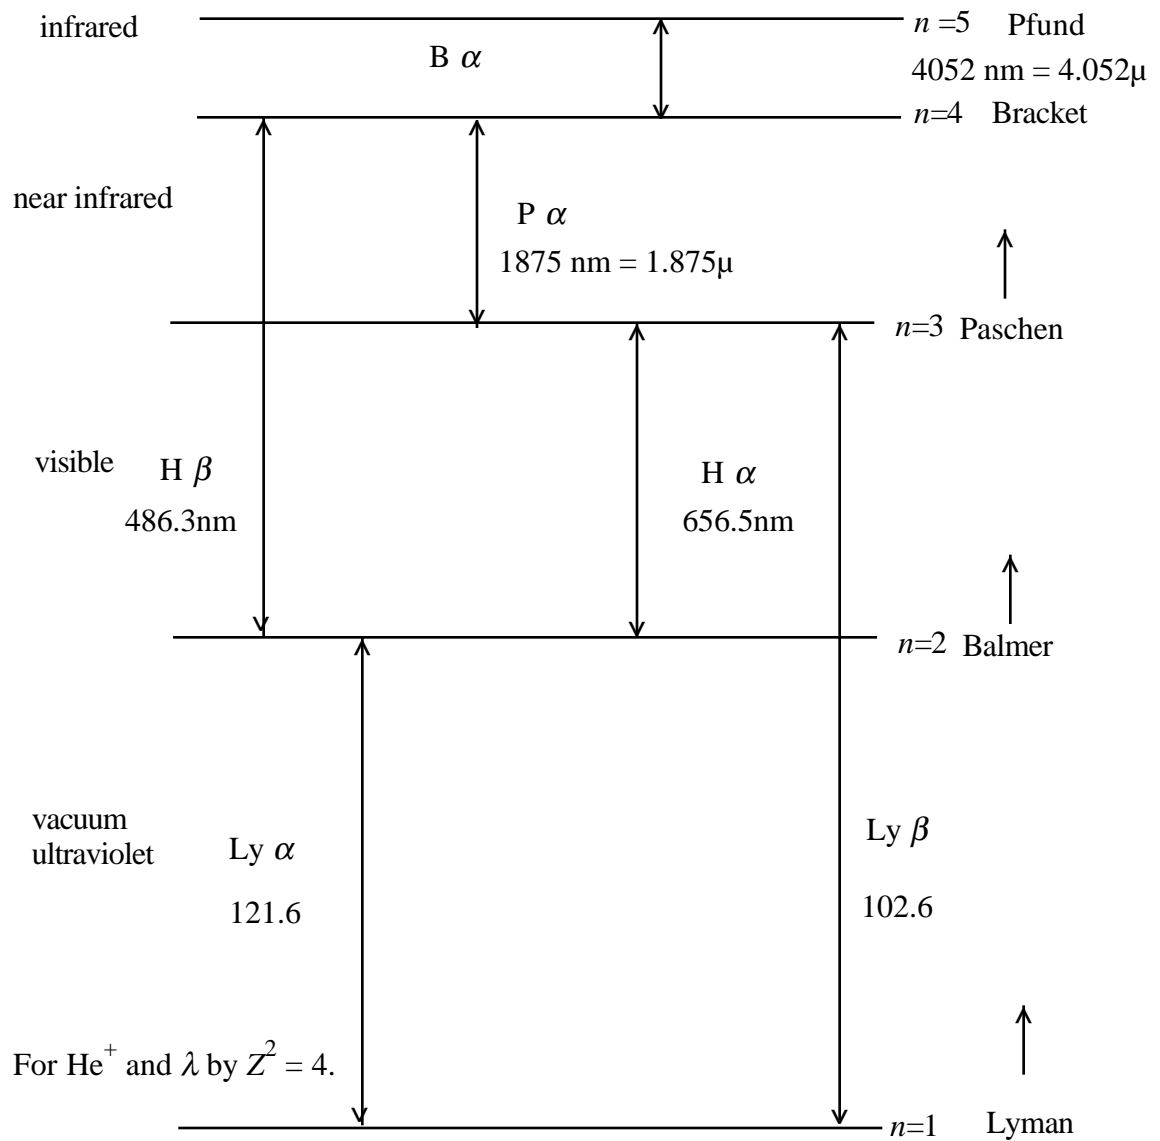 infrared
B α
n =5 Pfund
4052 nm = 4.052μ
n=4 Bracket
near infrared
P α
1875 nm = 1.875μ
n=3 Paschen
visible
H β
486.3nm
H α
656.5nm
n=2 Balmer
vacuum
ultraviolet
Ly α
121.6
Ly β
102.6
For He⁺ and λ by Z² = 4.
n=1 Lyman